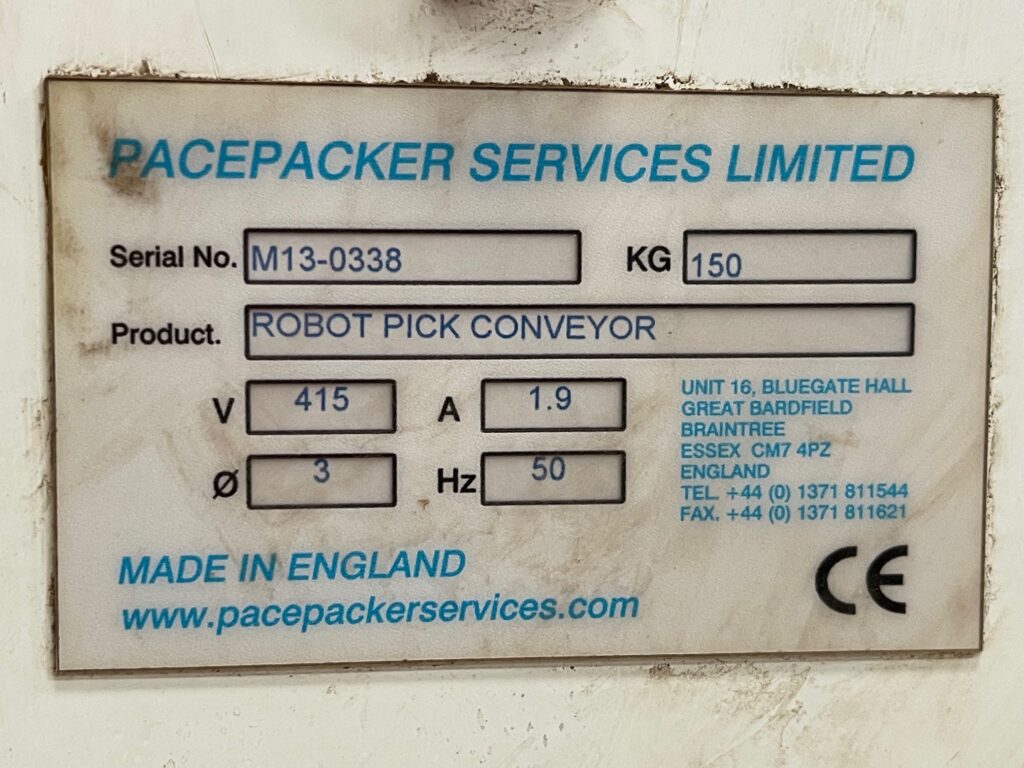 PACEPACKER SERVICES LIMITED
Serial No. M13-0338 KG 150
Product. ROBOT PICK CONVEYOR
V 415 A 1.9
Ø 3 Hz 50
UNIT 16, BLUEGATE HALL
GREAT BARDFIELD
BRAINTREE
ESSEX CM7 4PZ
ENGLAND
TEL. +44 (0) 1371 811544
FAX. +44 (0) 1371 811621
MADE IN ENGLAND
www.pacepackerservices.com
CE